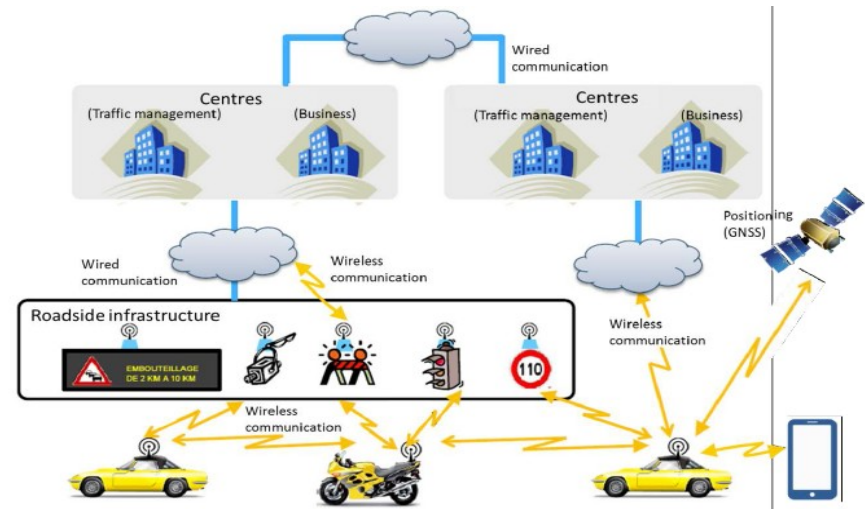 Wired
communication
Centres
(Traffic management)
(Business)
Centres
(Traffic management)
(Business)
Positioning
(GNSS)
Wired
communication
Wireless
communication
Wireless
communication
Roadside infrastructure
EMBOUTEILLAGE
DE 2 KM A 10 KM
110
Wireless
communication